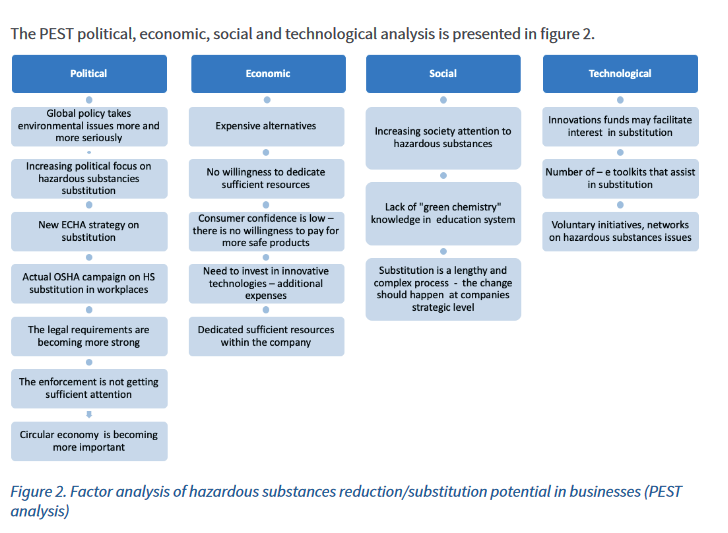 The PEST political, economic, social and technological analysis is presented in figure 2.
Political
Global policy takes
environmental issues more and
more seriously
Increasing political focus on
hazardous substancies
substitution
New ECHA strategy on
substitution
Actual OSHA campaign on HS
substitution in workplaces
The legal requirements are
becoming more strong
The enforcement is not getting
sufficient attention
Circular economy is becoming
more important
Economic
Expensive alternatives
No willingness to dedicate
sufficient resources
Consumer confidence is low –
there is no willingness to pay for
more safe products
Need to invest in innovative
technologies – additional
expenses
Dedicated sufficient resources
within the company
Social
Increasing society attention to
hazardous substances
Lack of "green chemistry"
knowledge in education system
Substitution is a lengthy and
complex process - the change
should happen at companies
strategic level
Technological
Innovations funds may facilitate
interest in substitution
Number of – e toolkits that assist
in substitution
Voluntary initiatives, networks
on hazardous substances issues
Figure 2. Factor analysis of hazardous substances reduction/substitution potential in businesses (PEST
analysis)